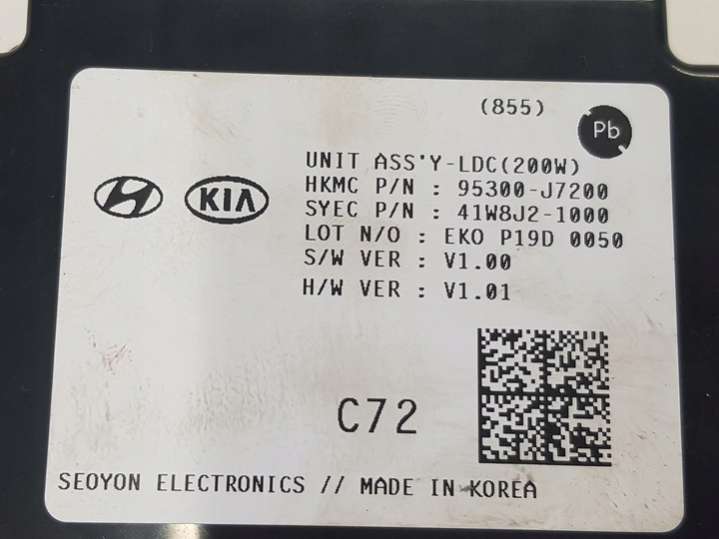 (855)
Pb
UNIT ASS'Y-LDC(200W)
HKMC P/N : 95300-J7200
KIA
SYEC P/N : 41W8J2-1000
LOT N/O : EKO P19D 0050
S/W VER : V1.00
H/W VER : V1.01
C72
SEOYON ELECTRONICS // MADE IN KOREA